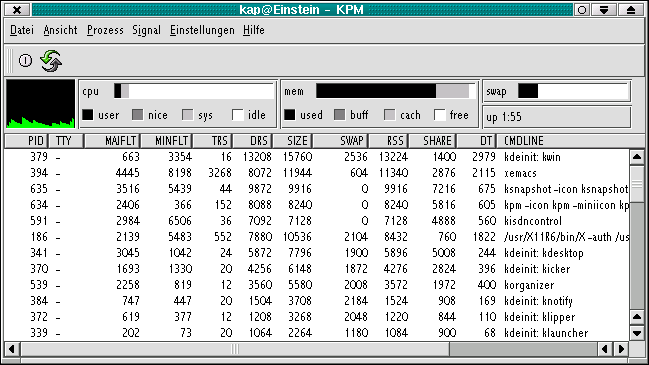 kap@Einstein - KPM
Datei Ansicht Prozess Signal Einstellungen Hilfe
cpu mem swap
user nice sys idle used buff cach free up 1:55
PID TTY MAJFLT MINFLT TRS DRS SIZE SWAP RSS SHARE DT CMDLINE
379 - 663 3354 16 13208 15760 2536 13224 1400 2979 kdeinit: kwin
394 - 4445 8198 3268 8072 11944 604 11340 2876 2115 xemacs
635 - 3516 5439 44 9872 9916 0 9916 7216 675 ksnapshot -icon ksnapshot
634 - 2406 366 152 8088 8240 0 8240 5816 605 kpm -icon kpm -miniicon kp
591 - 2984 6506 36 7092 7128 0 7128 4888 560 kisdncontrol
186 - 2139 5483 552 7880 10536 2104 8432 760 1822 /usr/X11R6/bin/X -auth /us
341 - 3045 1042 24 5872 7796 1900 5896 5008 244 kdeinit: kdesktop
370 - 1693 1330 20 4256 6148 1872 4276 2824 396 kdeinit: kicker
539 - 2258 819 12 3560 5580 2008 3572 1972 400 korganizer
384 - 747 447 20 1504 3708 2184 1524 908 169 kdeinit: knotify
372 - 619 377 12 1208 3268 2048 1220 844 110 kdeinit: klipper
339 - 202 73 20 1064 2264 1180 1084 900 68 kdeinit: klauncher